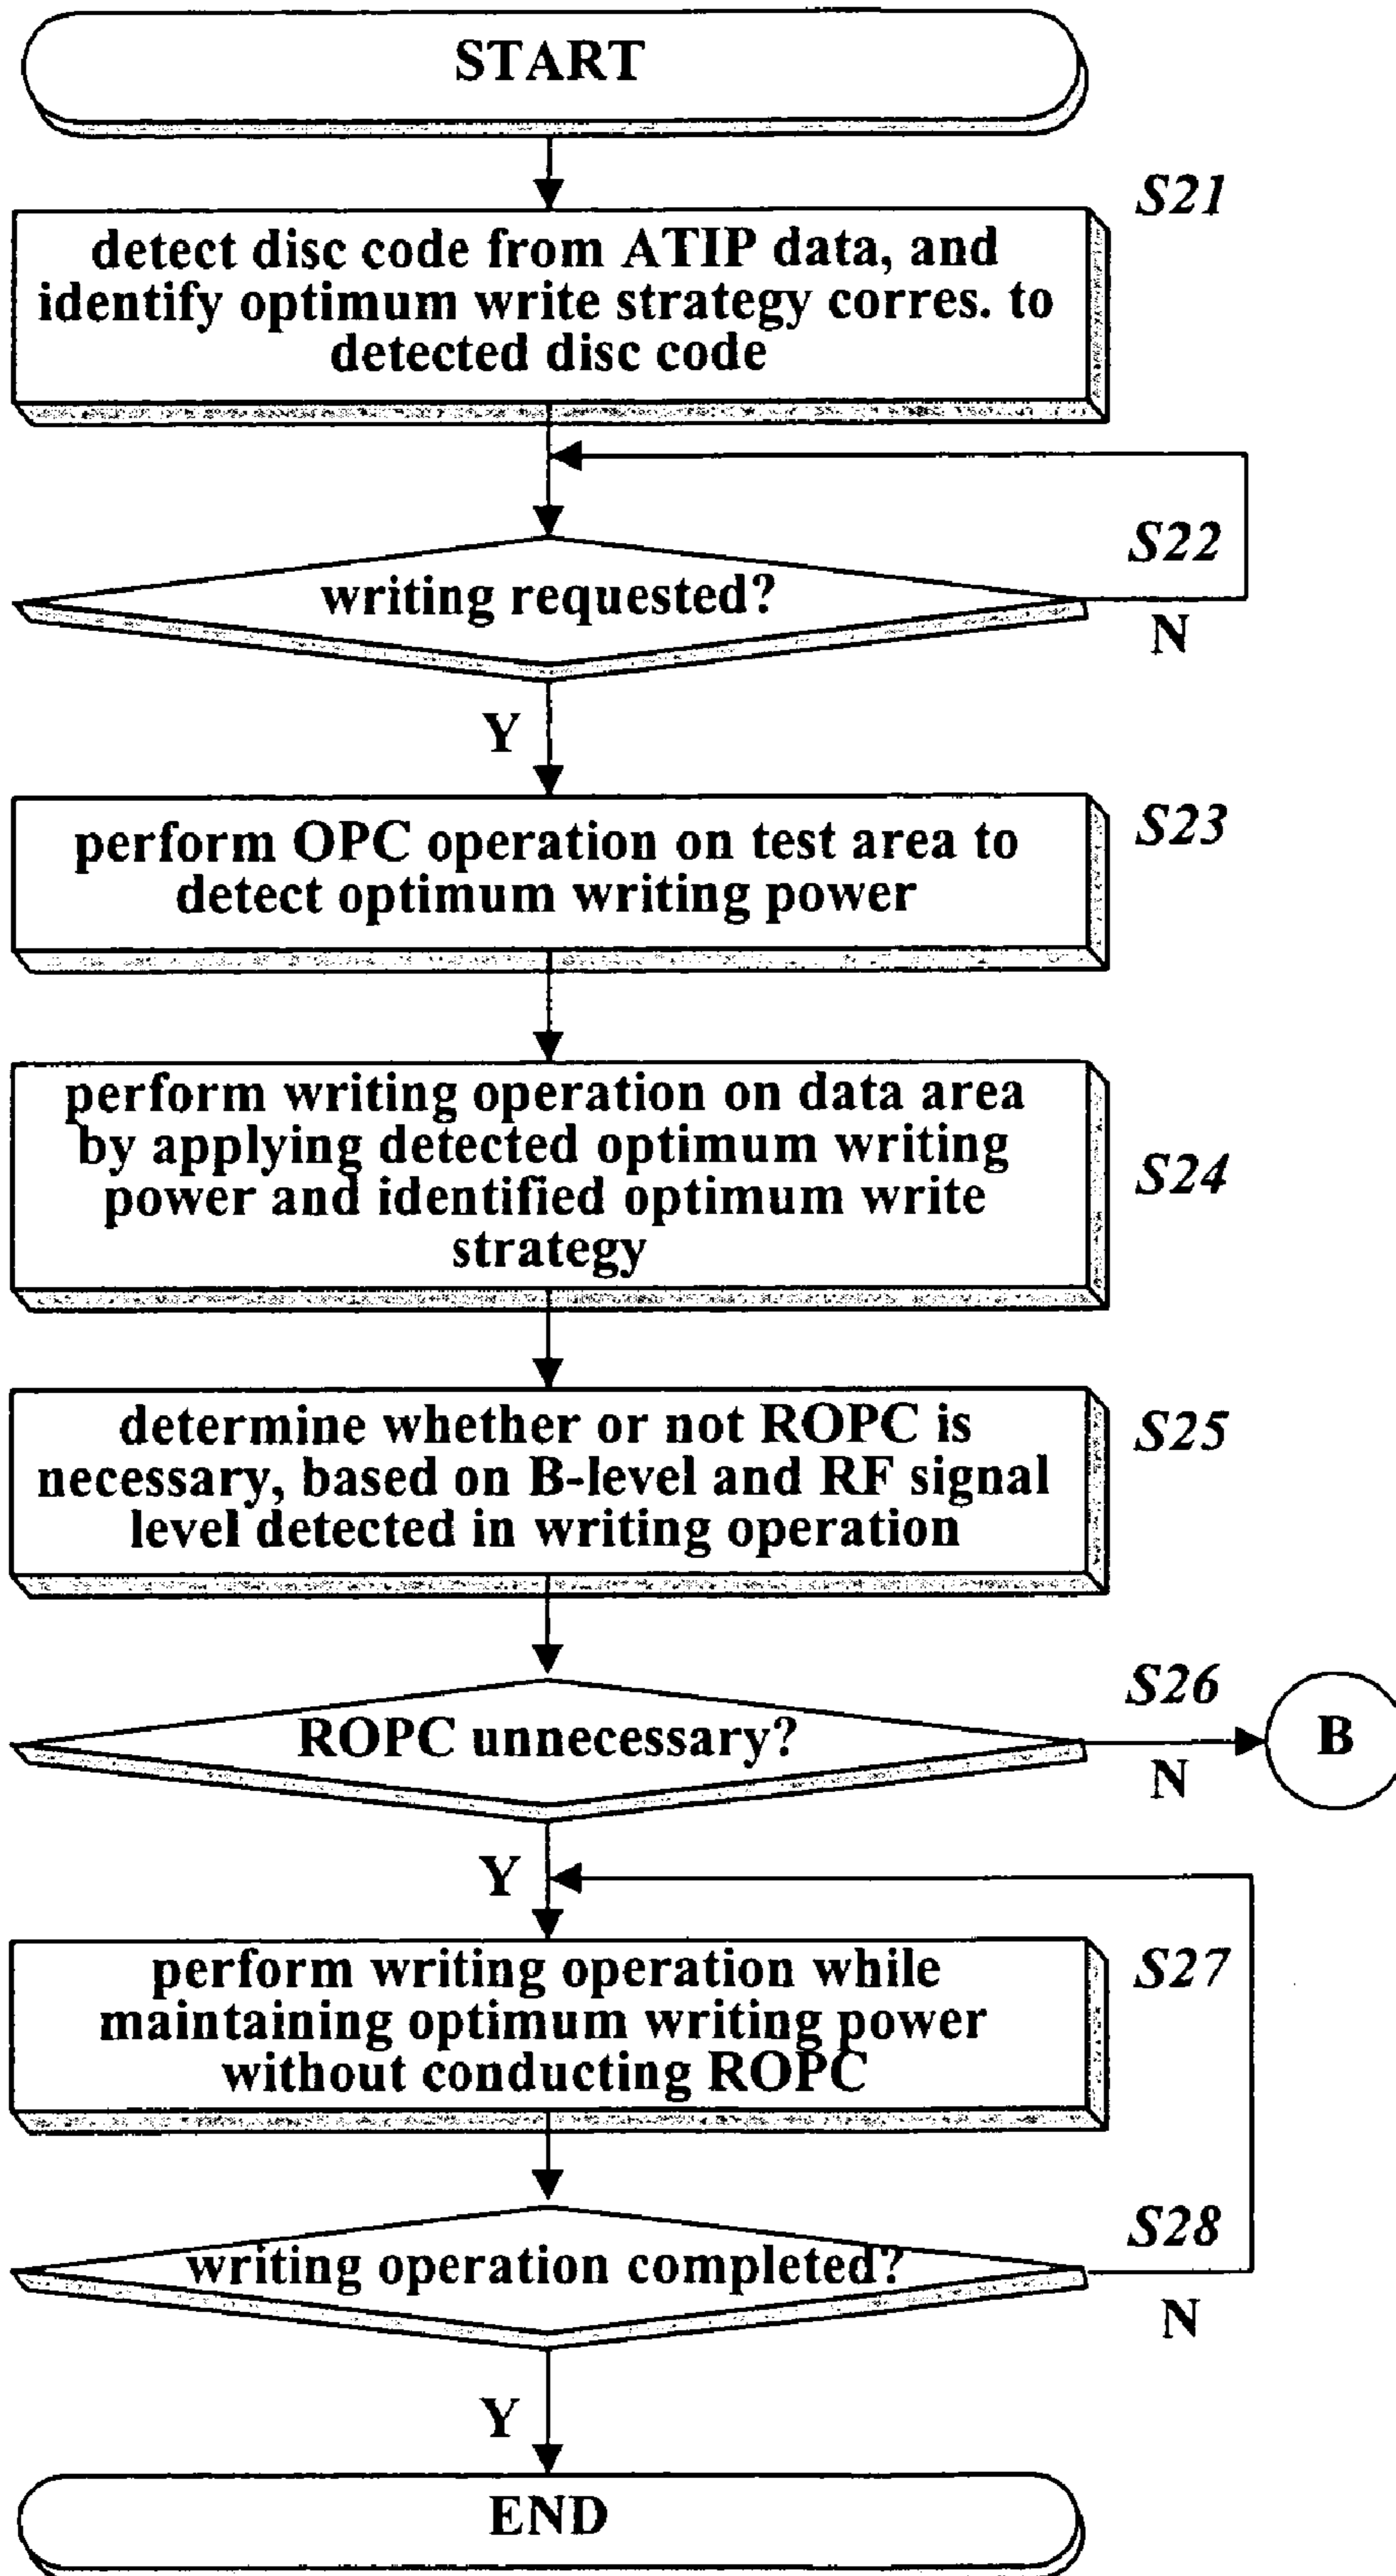 START
S21
detect disc code from ATIP data, and
identify optimum write strategy corres. to
detected disc code
S22
writing requested?
N
Y
S23
perform OPC operation on test area to
detect optimum writing power
perform writing operation on data area
by applying detected optimum writing
power and identified optimum write
strategy
S24
determine whether or not ROPC is
necessary, based on B-level and RF signal
level detected in writing operation
S25
S26
ROPC unnecessary?
B
N
Y
perform writing operation while
maintaining optimum writing power
without conducting ROPC
S27
S28
writing operation completed?
N
Y
END